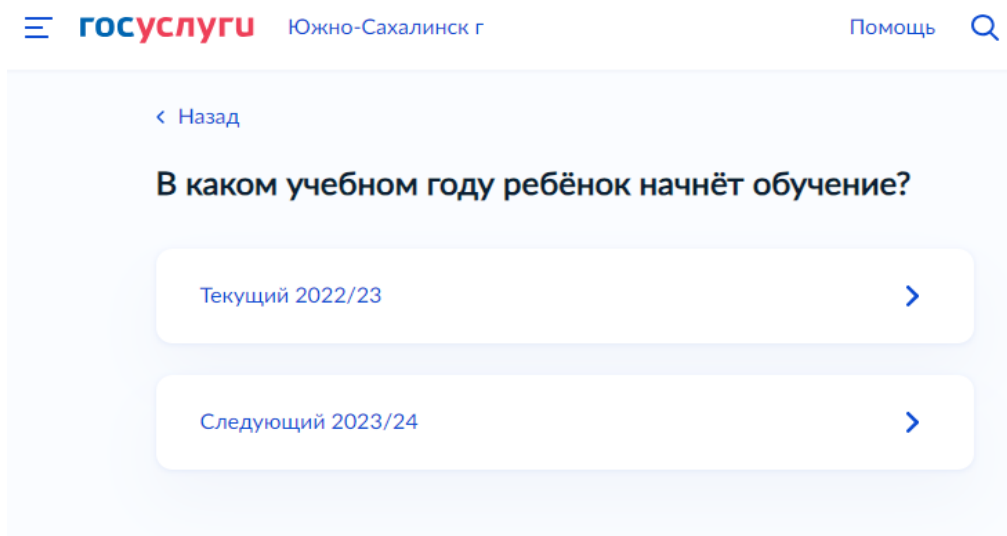 госуслуги Южно-Сахалинск г Помощь
Назад
В каком учебном году ребёнок начнёт обучение?
Текущий 2022/23
Следующий 2023/24